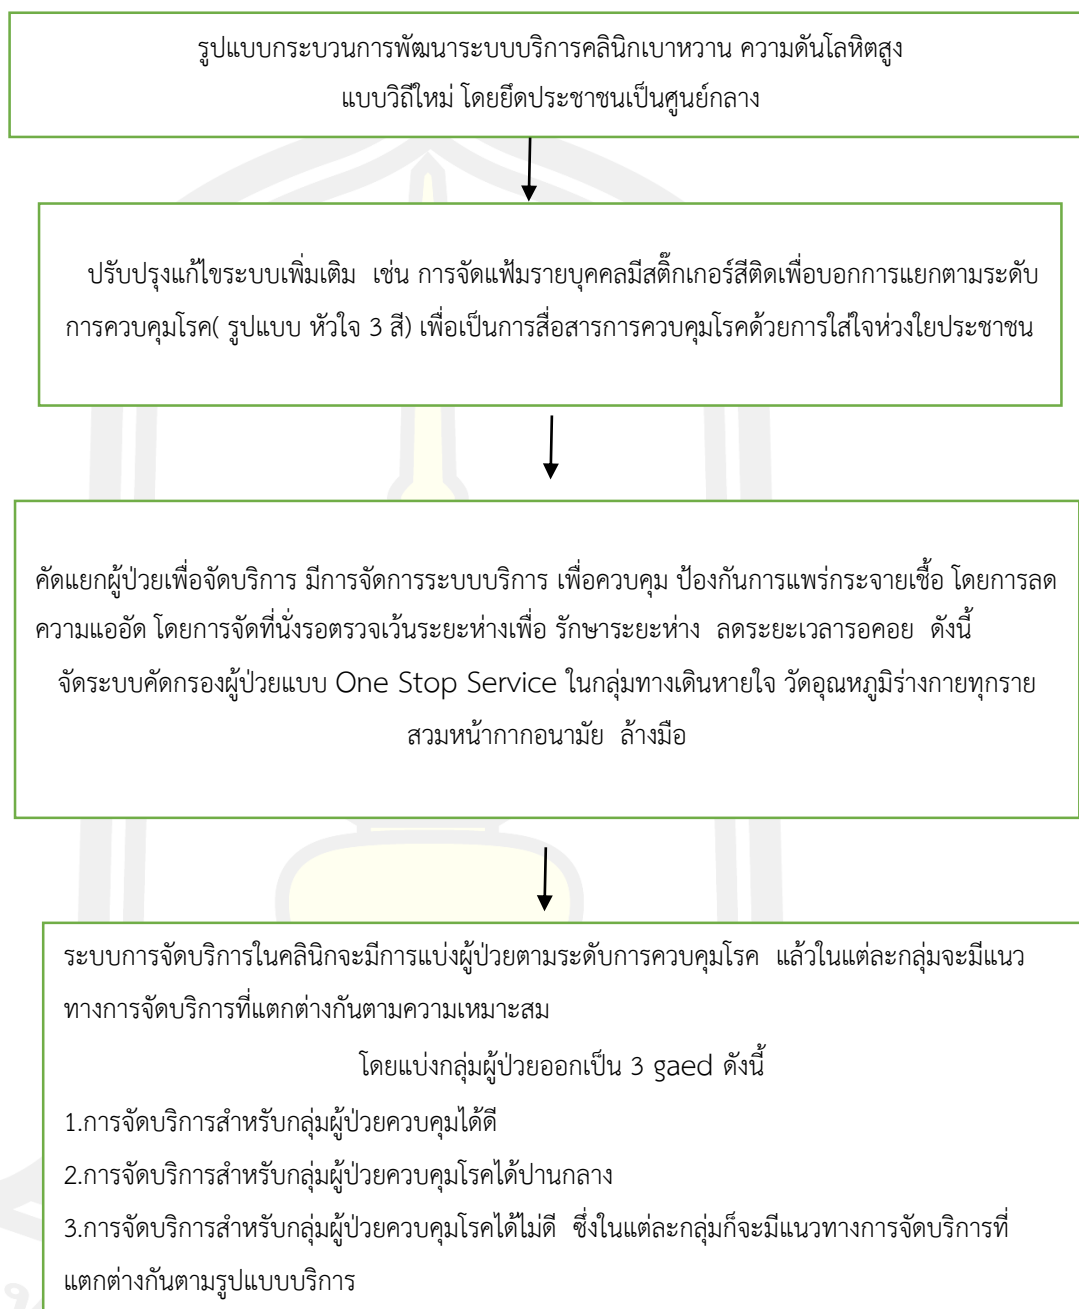 รูปแบบกระบวนการพัฒนาระบบบริการคลินิกเบาหวาน ความดันโลหิตสูง
แบบวิถีใหม่ โดยยึดประชาชนเป็นศูนย์กลาง
ปรับปรุงแก้ไขระบบเพิ่มเติม เช่น การจัดแฟ้มรายบุคคลมีสติ๊กเกอร์สีติดเพื่อบอกการแยกตามระดับ
การควบคุมโรค( รูปแบบ หัวใจ 3 สี) เพื่อเป็นการสื่อสารการควบคุมโรคด้วยการใส่ใจห่วงใยประชาชน
คัดแยกผู้ป่วยเพื่อจัดบริการ มีการจัดการระบบบริการ เพื่อควบคุม ป้องกันการแพร่กระจายเชื้อ โดยการลด
ความแออัด โดยการจัดที่นั่งรอตรวจเว้นระยะห่างเพื่อ รักษาระยะห่าง ลดระยะเวลารอคอย ดังนี้
จัดระบบคัดกรองผู้ป่วยแบบ One Stop Service ในกลุ่มทางเดินหายใจ วัดอุณหภูมิร่างกายทุกราย
สวมหน้ากากอนามัย ล้างมือ
ระบบการจัดบริการในคลินิกจะมีการแบ่งผู้ป่วยตามระดับการควบคุมโรค แล้วในแต่ละกลุ่มจะมีแนว
ทางการจัดบริการที่แตกต่างกันตามความเหมาะสม
โดยแบ่งกลุ่มผู้ป่วยออกเป็น 3 gaed ดังนี้
1.การจัดบริการสำหรับกลุ่มผู้ป่วยควบคุมได้ดี
2.การจัดบริการสำหรับกลุ่มผู้ป่วยควบคุมโรคได้ปานกลาง
3.การจัดบริการสำหรับกลุ่มผู้ป่วยควบคุมโรคได้ไม่ดี ซึ่งในแต่ละกลุ่มก็จะมีแนวทางการจัดบริการที่
แตกต่างกันตามรูปแบบบริการ